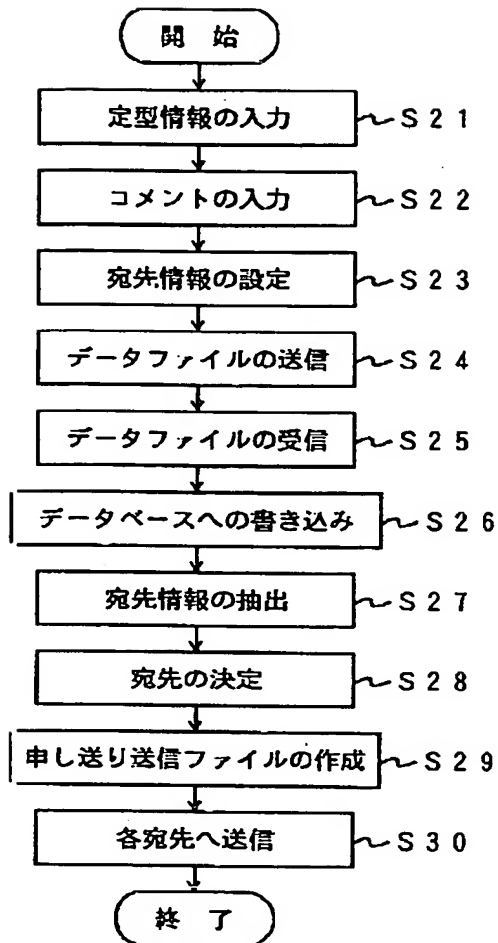 開 始
定型情報の入力 S21
コメントの入力 S22
宛先情報の設定 S23
データファイルの送信 S24
データファイルの受信 S25
データベースへの書き込み S26
宛先情報の抽出 S27
宛先の決定 S28
申し送り送信ファイルの作成 S29
各宛先へ送信 S30
終 了